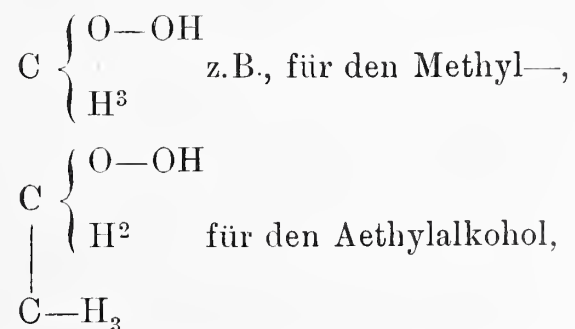 O—OH
C { z.B., für den Methyl—,
H³
O—OH
C {
H² für den Aethylalkohol,
C—H₃